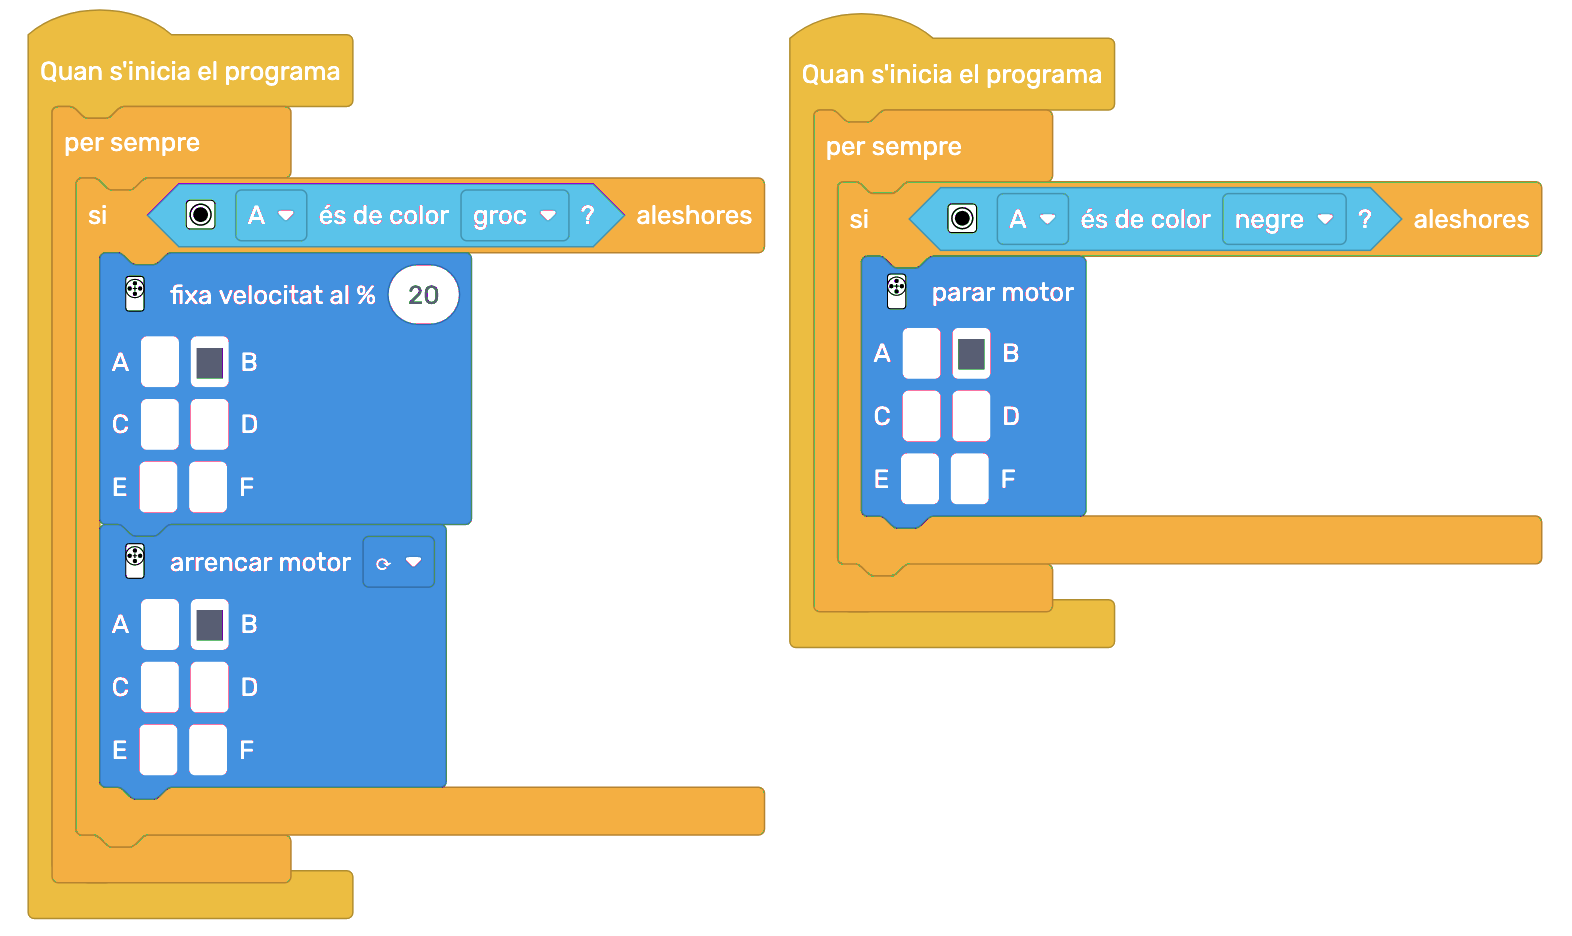 Quan s'inicia el programa
per sempre
si A és de color groc ? aleshores
fixa velocitat al % 20
A B
C D
E F
arrencar motor
A B
C D
E F
Quan s'inicia el programa
per sempre
si A és de color negre ? aleshores
parar motor
A B
C D
E F